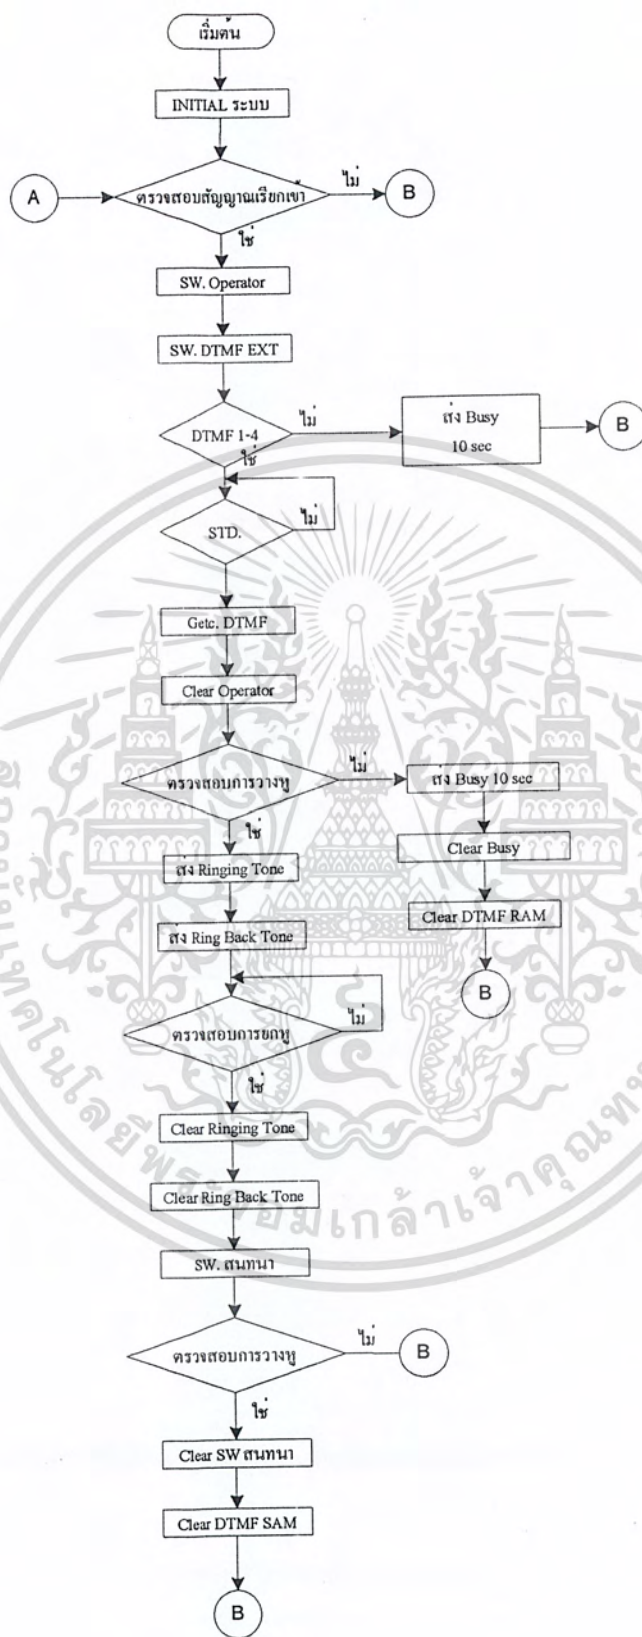 เริ่มต้น
INITIAL ระบบ
A
ตรวจสอบสัญญาณเรียกเข้า
ไม่
B
ใช่
SW. Operator
SW. DTMF EXT
DTMF 1-4
ไม่
ส่ง Busy
10 sec
B
ใช่
STD.
ไม่
Getc. DTMF
Clear Operator
ตรวจสอบการวางหู
ไม่
ส่ง Busy 10 sec
ใช่
Clear Busy
ส่ง Ringing Tone
Clear DTMF RAM
ส่ง Ring Back Tone
B
ตรวจสอบการยกหู
ไม่
ใช่
Clear Ringing Tone
Clear Ring Back Tone
SW. สนทนา
ตรวจสอบการวางหู
ไม่
B
ใช่
Clear SW สนทนา
Clear DTMF SAM
B